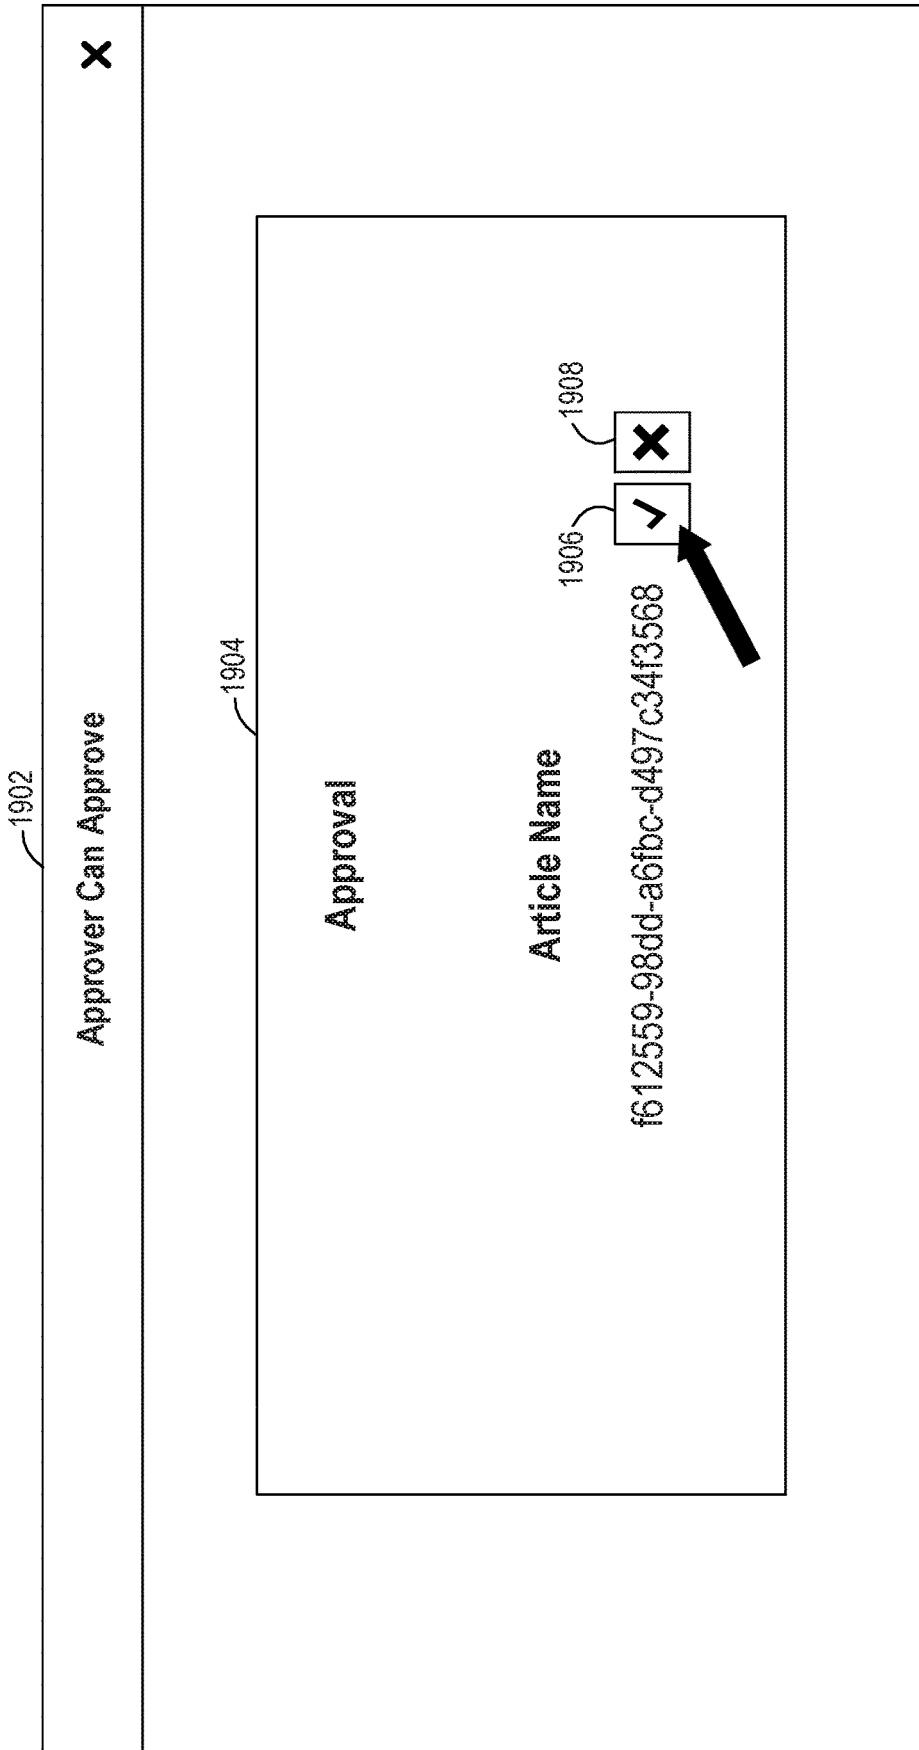 1902
Approver Can Approve
1904
Approval
Article Name
1906
1908
f612559-98dd-a6fbc-d497c34f3568